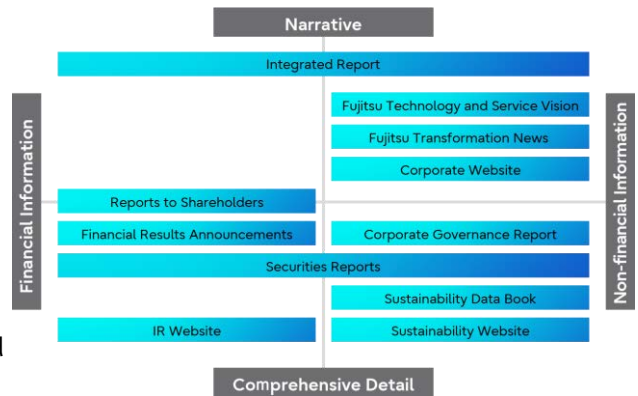 Narrative
Integrated Report
Financial Information
Non-financial Information
Fujitsu Technology and Service Vision
Fujitsu Transformation News
Corporate Website
Reports to Shareholders
Financial Results Announcements
Corporate Governance Report
Securities Reports
Sustainability Data Book
IR Website
Sustainability Website
Comprehensive Detail